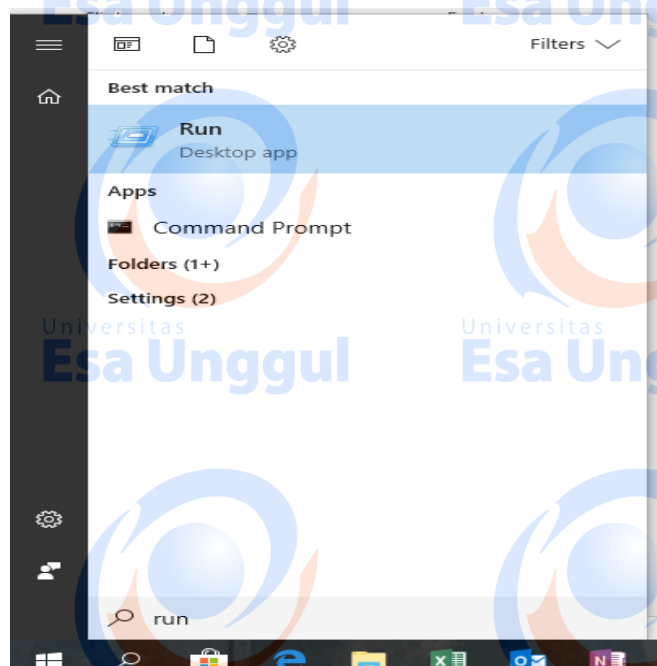 Filters
Best match
Run
Desktop app
Apps
Command Prompt
Folders (1+)
Settings (2)
Universitas Universitas
Esa Unggul Esa Ung
run